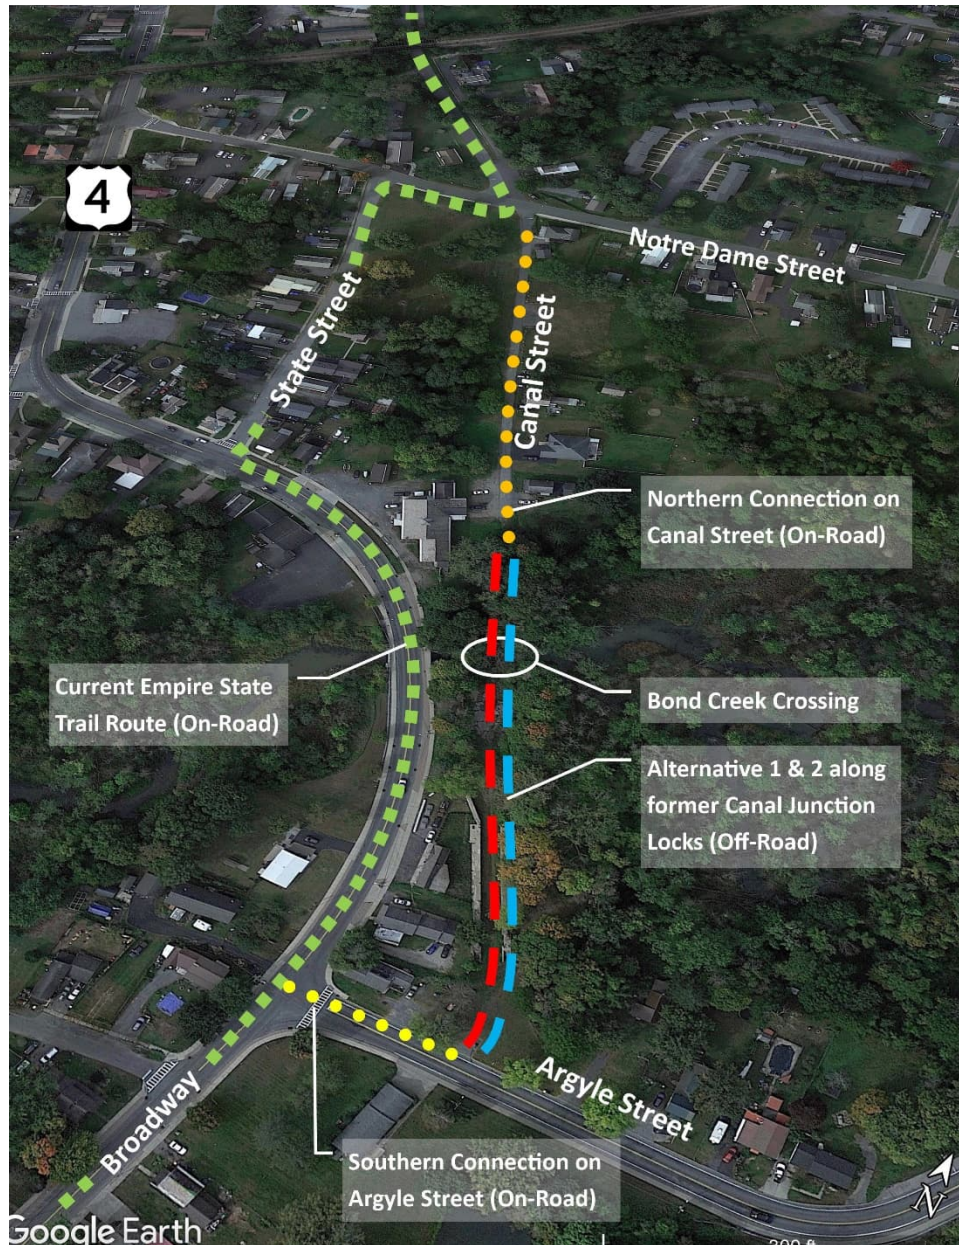 4
Notre Dame Street
State Street
Canal Street
Northern Connection on
Canal Street (On-Road)
Current Empire State
Trail Route (On-Road)
Bond Creek Crossing
Alternative 1 & 2 along
former Canal Junction
Locks (Off-Road)
Argyle Street
Broadway
Southern Connection on
Argyle Street (On-Road)
N
Google Earth